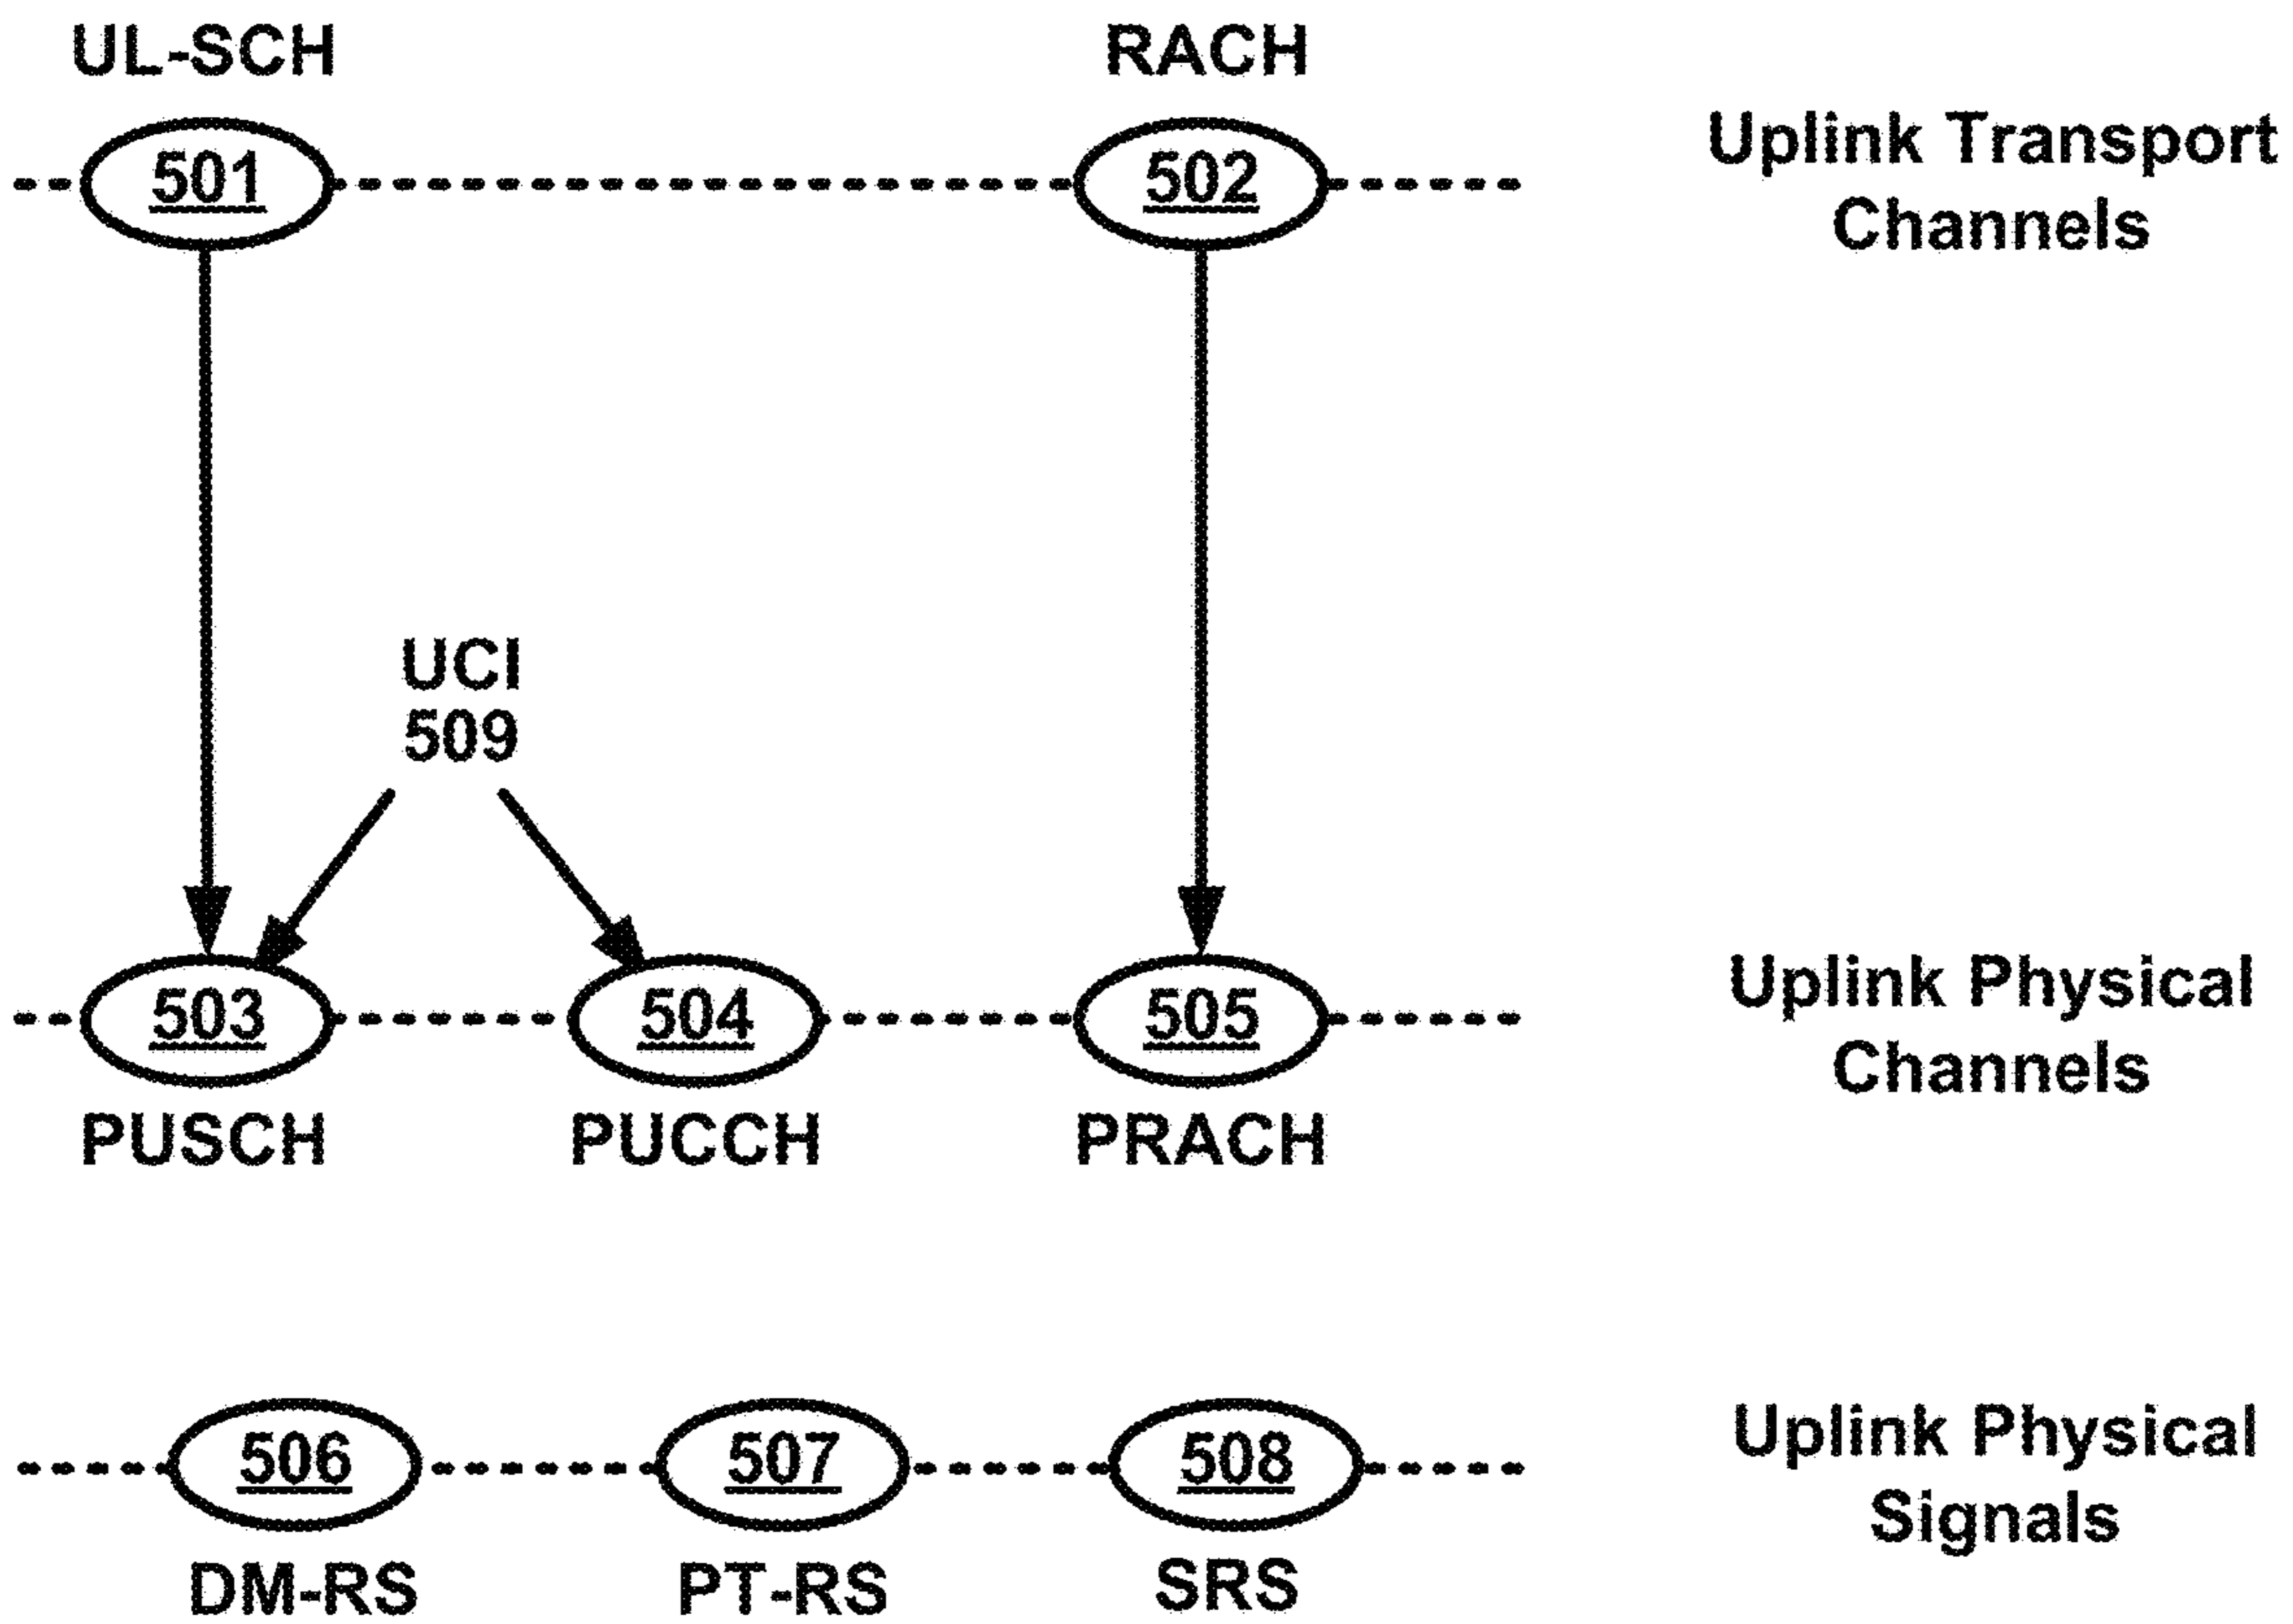 UL-SCH
RACH
501
502
Uplink Transport
Channels
UCI
509
503
504
505
Uplink Physical
Channels
PUSCH
PUCCH
PRACH
506
507
508
Uplink Physical
Signals
DM-RS
PT-RS
SRS